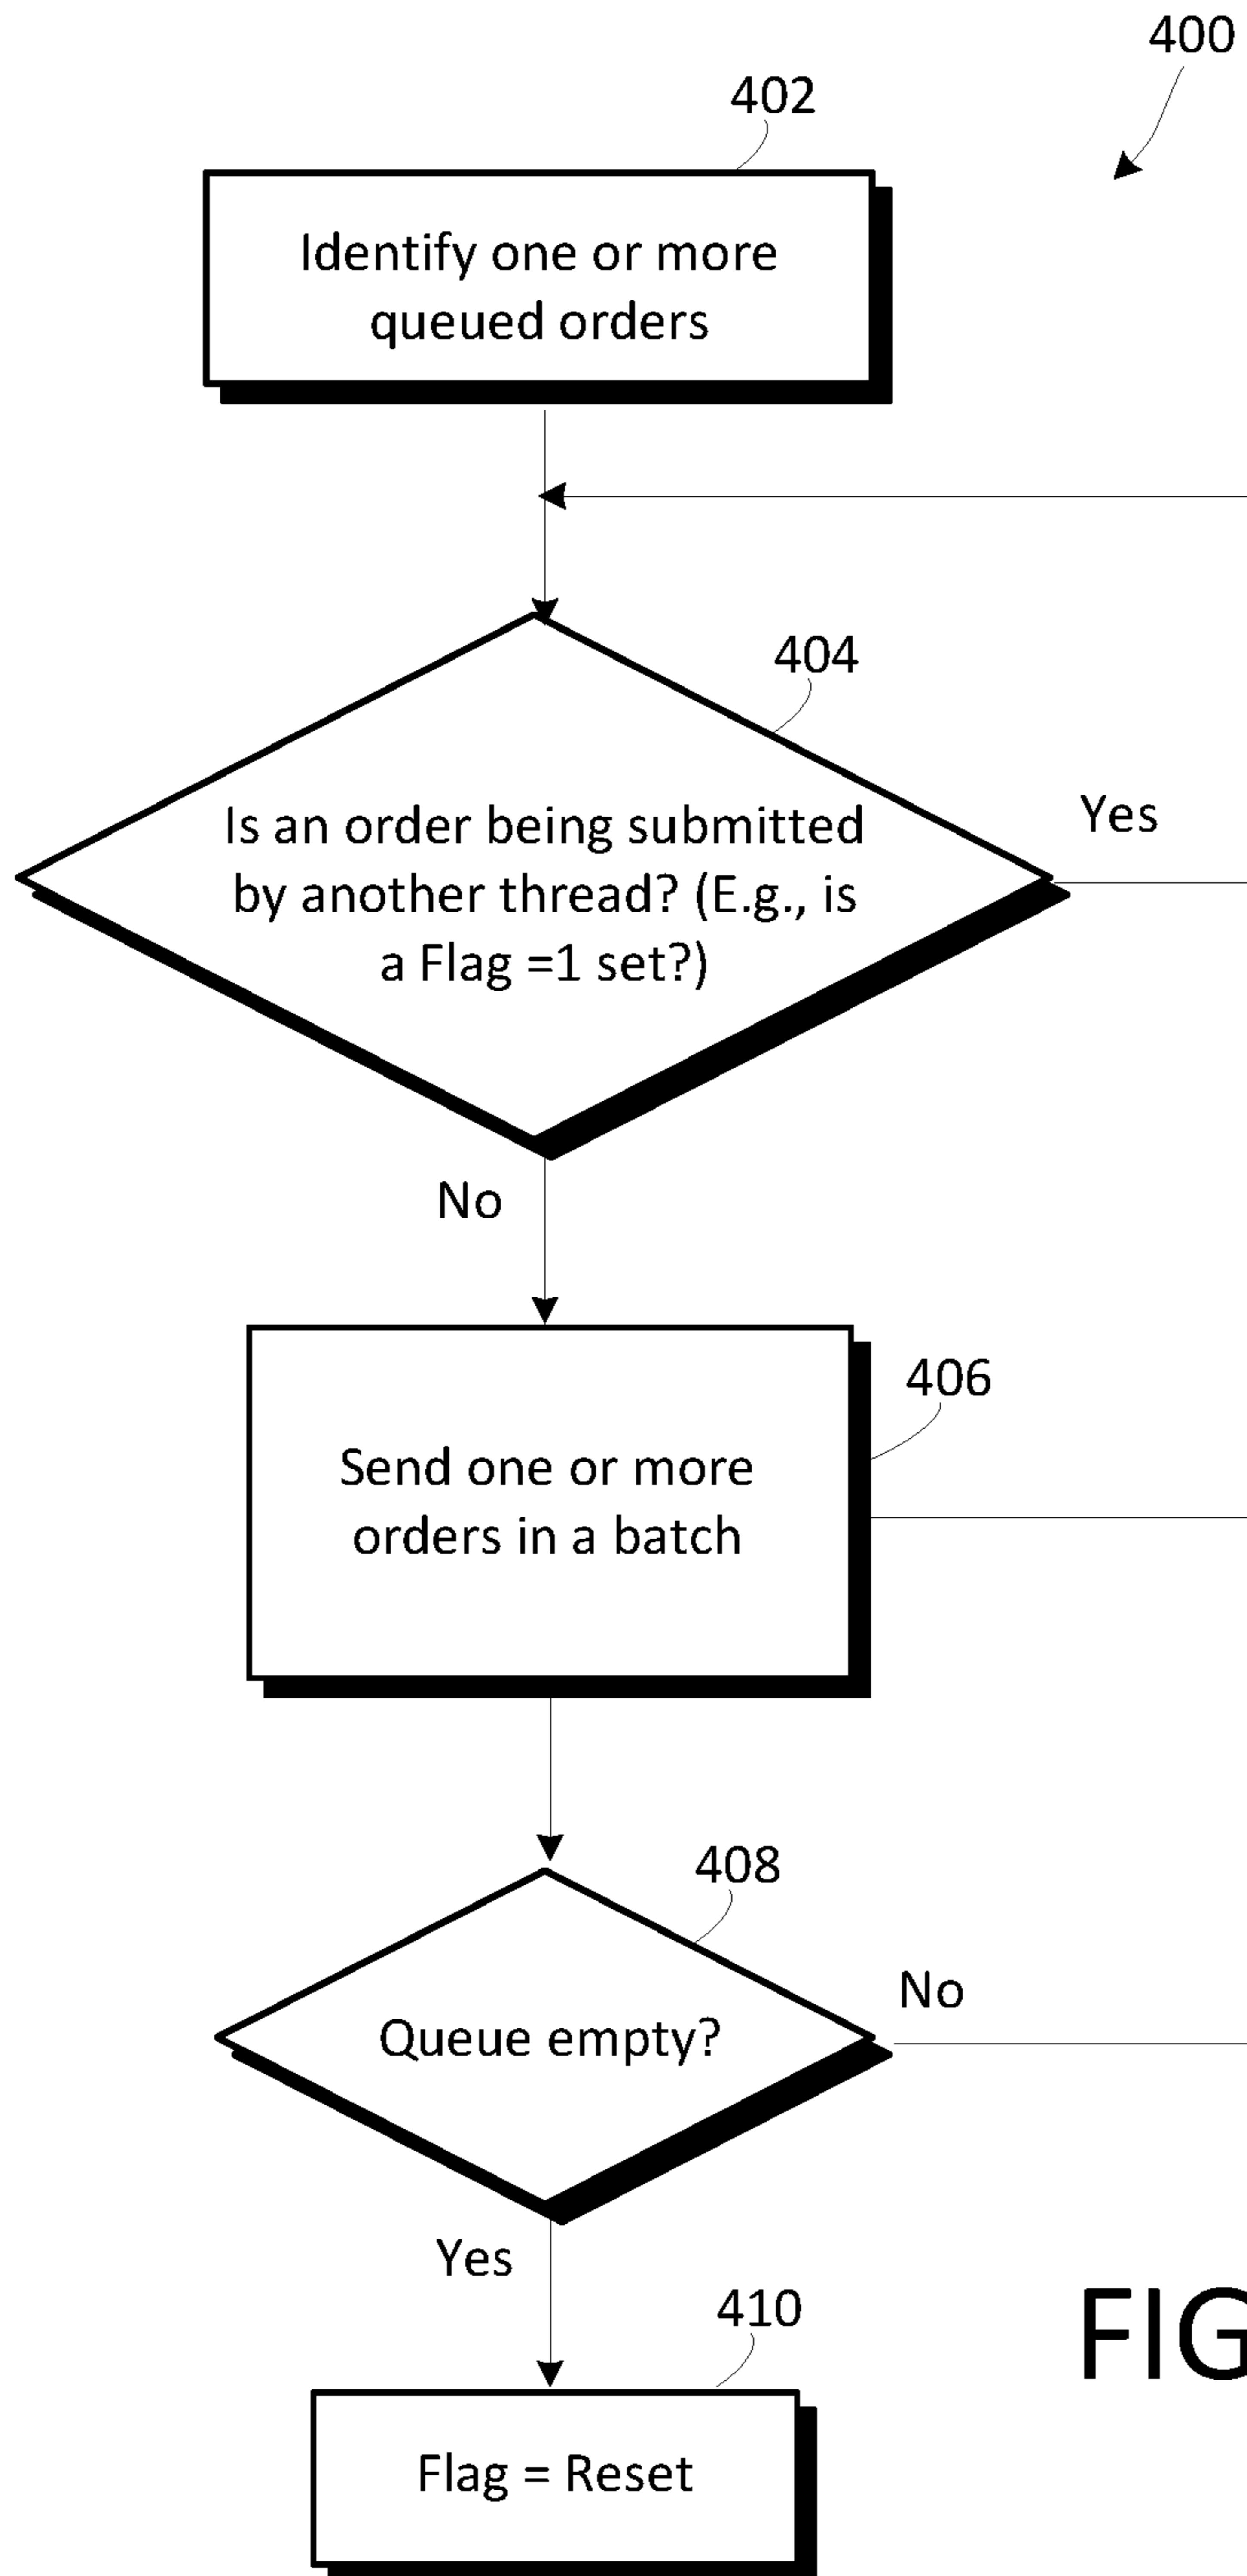 400
402
Identify one or more
queued orders
404
Is an order being submitted
by another thread? (E.g., is
a Flag =1 set?)
Yes
No
406
Send one or more
orders in a batch
408
Queue empty?
No
Yes
410
FIG
Flag = Reset